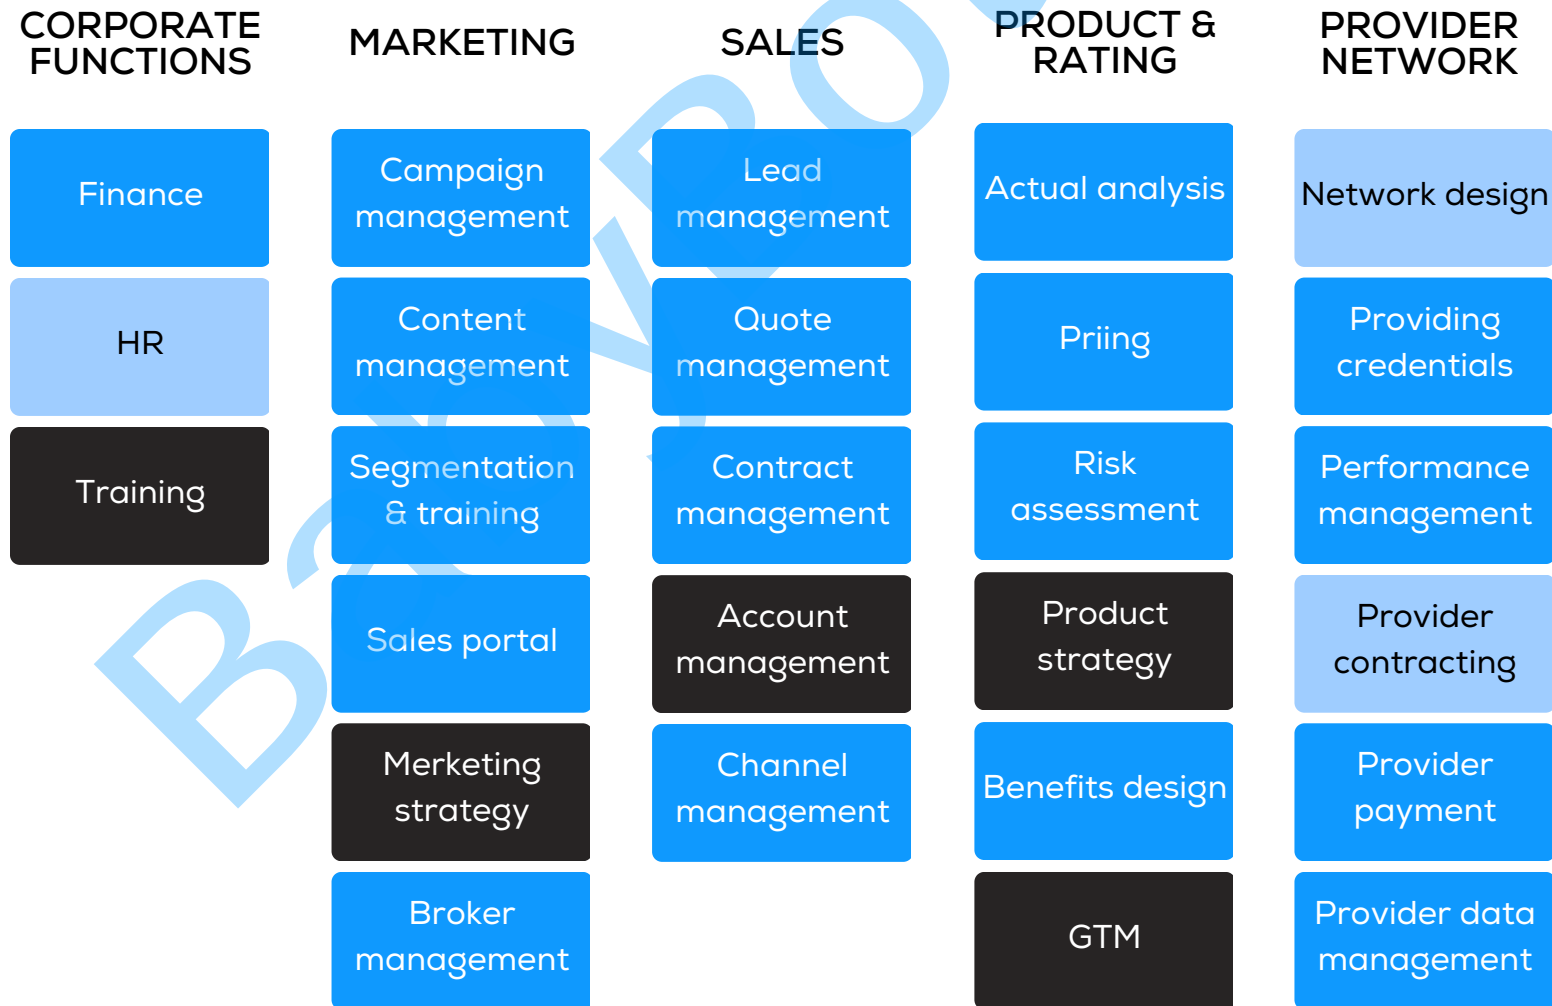 CORPORATE
FUNCTIONS
MARKETING
SALES
PRODUCT &
RATING
PROVIDER
NETWORK
Finance
HR
Training
Campaign
management
Content
management
Segmentation
& training
Sales portal
Merketing
strategy
Broker
management
Lead
management
Quote
management
Contract
management
Account
management
Channel
management
Actual analysis
Priing
Risk
assessment
Product
strategy
Benefits design
GTM
Network design
Providing
credentials
Performance
management
Provider
contracting
Provider
payment
Provider data
management